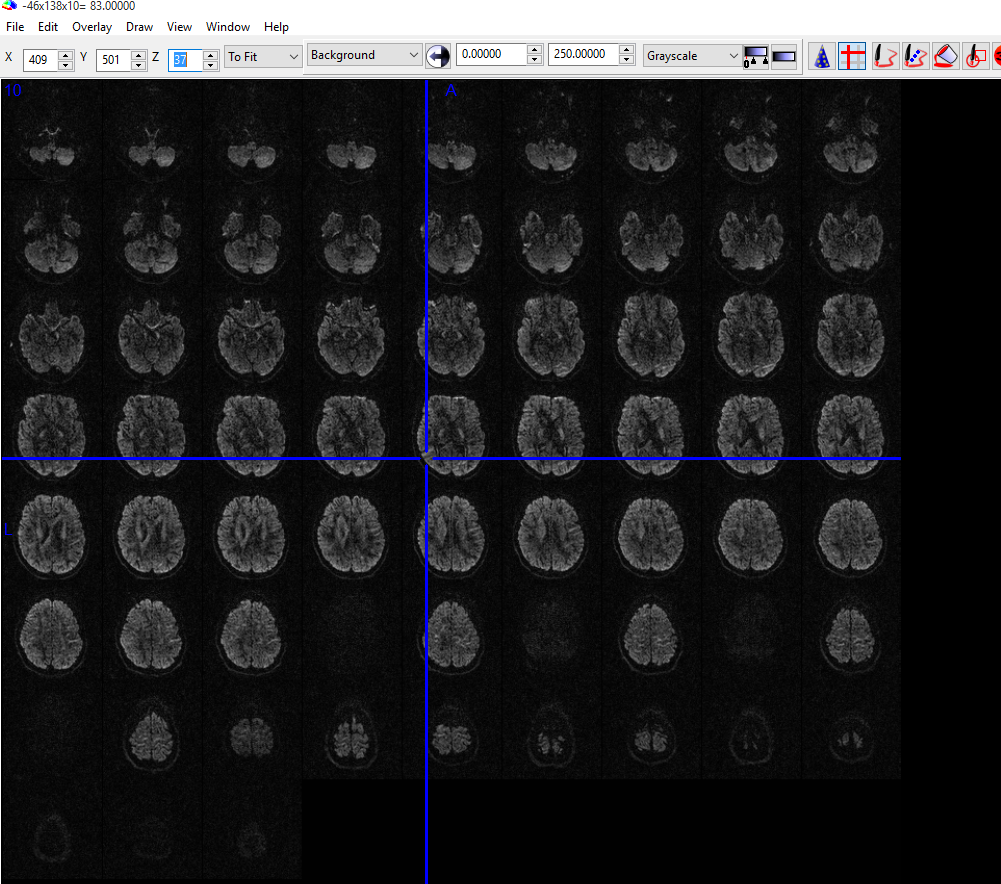 -46x138x10= 83.00000
File Edit Overlay Draw View Window Help
X 409 Y 501 Z 37 To Fit Background 0.00000 250.00000 Grayscale
10 A
L